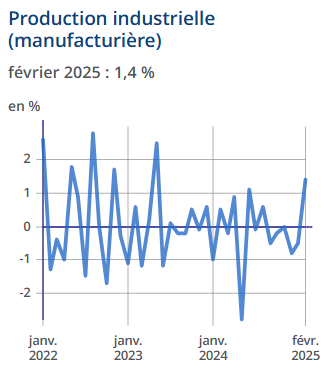 Production industrielle
(manufacturière)
février 2025 : 1,4 %
en %
2
1
0
-1
-2
janv.
2022
janv.
2023
janv.
2024
févr.
2025